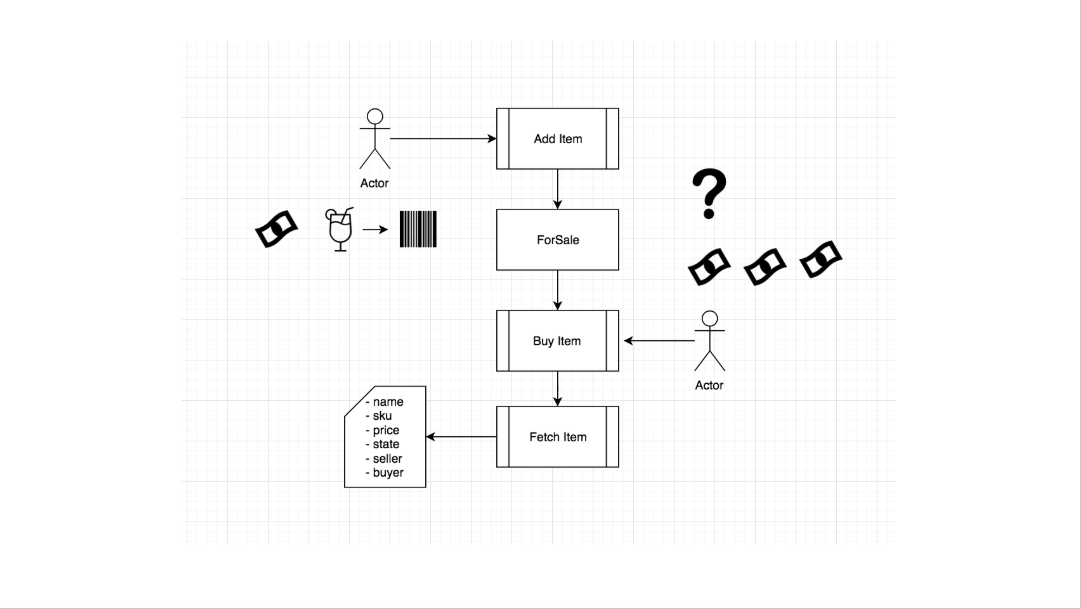 Add Item
Actor
ForSale
?
Buy Item
Actor
- name
- sku
- price
- state
- seller
- buyer
Fetch Item